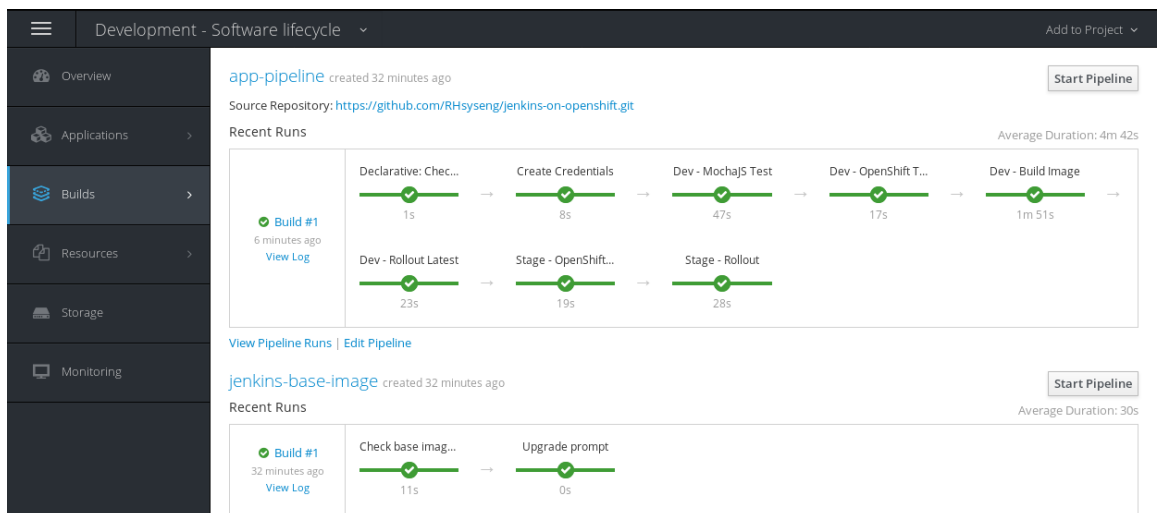 Development - Software lifecycle
Add to Project
Overview
Applications
Builds
Resources
Storage
Monitoring
app-pipeline created 32 minutes ago
Start Pipeline
Source Repository: https://github.com/RHsyseng/jenkins-on-openshift.git
Recent Runs
Average Duration: 4m 42s
Build #1
6 minutes ago
View Log
Declarative: Chec...
1s
Create Credentials
8s
Dev - MochaJS Test
47s
Dev - OpenShift T...
17s
Dev - Build Image
1m 51s
Dev - Rollout Latest
23s
Stage - OpenShift...
19s
Stage - Rollout
28s
View Pipeline Runs | Edit Pipeline
jenkins-base-image created 32 minutes ago
Start Pipeline
Recent Runs
Average Duration: 30s
Build #1
32 minutes ago
View Log
Check base imag...
11s
Upgrade prompt
0s